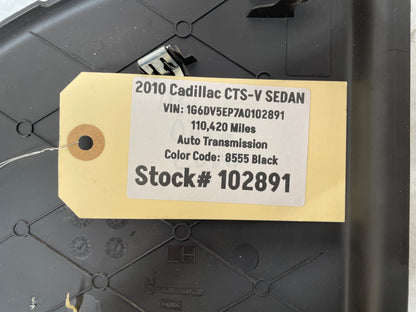 2010 Cadillac CTS-V SEDAN
VIN: 1G6DV5EP7A0102891
110,420 Miles
Auto Transmission
Color Code: 8555 Black
Stock# 102891
LH